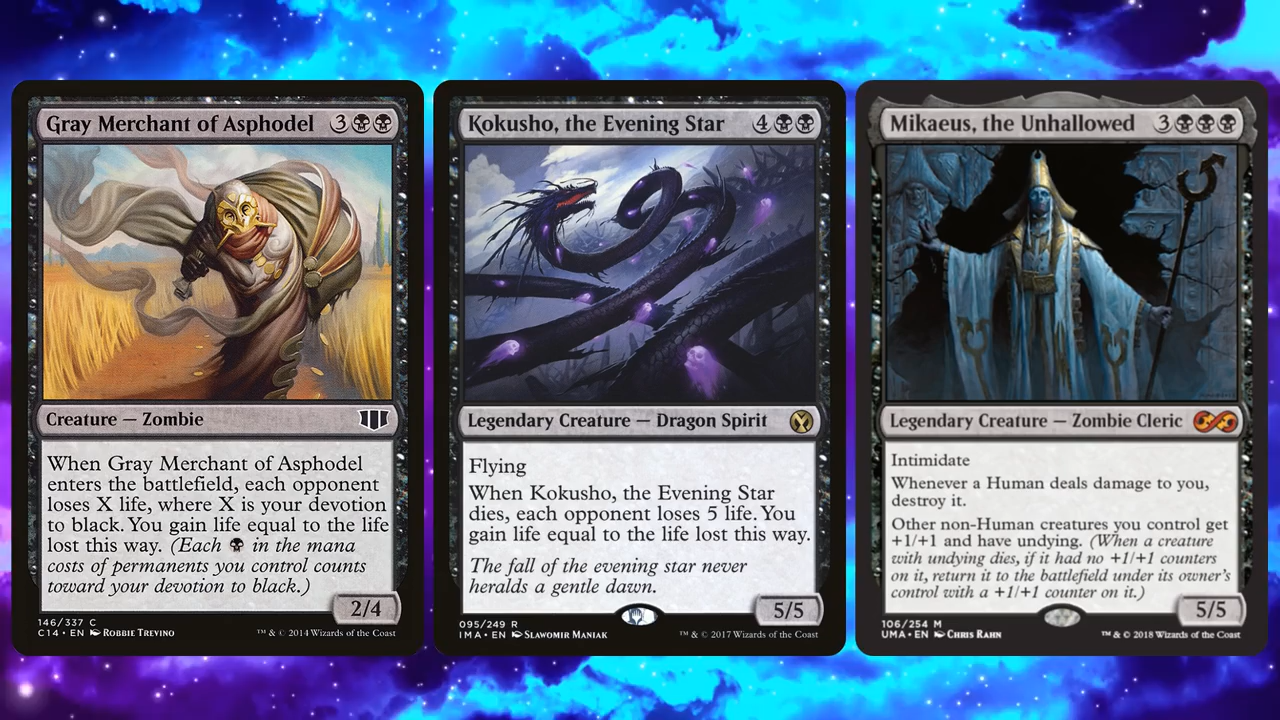 Gray Merchant of Asphodel 3
Creature — Zombie
When Gray Merchant of Asphodel
enters the battlefield, each opponent
loses X life, where X is your devotion
to black. You gain life equal to the life
lost this way. (Each in the mana
costs of permanents you control counts
toward your devotion to black.)
2/4
146/337 C
C14 • EN Robbie Trevino
™ & © 2014 Wizards of the Coast
Kokusho, the Evening Star 4
Legendary Creature — Dragon Spirit
Flying
When Kokusho, the Evening Star
dies, each opponent loses 5 life. You
gain life equal to the life lost this way.
The fall of the evening star never
heralds a gentle dawn.
5/5
095/249 R
IMA • EN Slawomir Maniak
™ & © 2017 Wizards of the Coast
Mikaeus, the Unhallowed 3
Legendary Creature — Zombie Cleric
Intimidate
Whenever a Human deals damage to you,
destroy it.
Other non-Human creatures you control get
+1/+1 and have undying. (When a creature
with undying dies, if it had no +1/+1 counters
on it, return it to the battlefield under its owner's
control with a +1/+1 counter on it.)
5/5
106/254 M
UMA • EN Chris Rahn
™ & © 2018 Wizards of the Coast